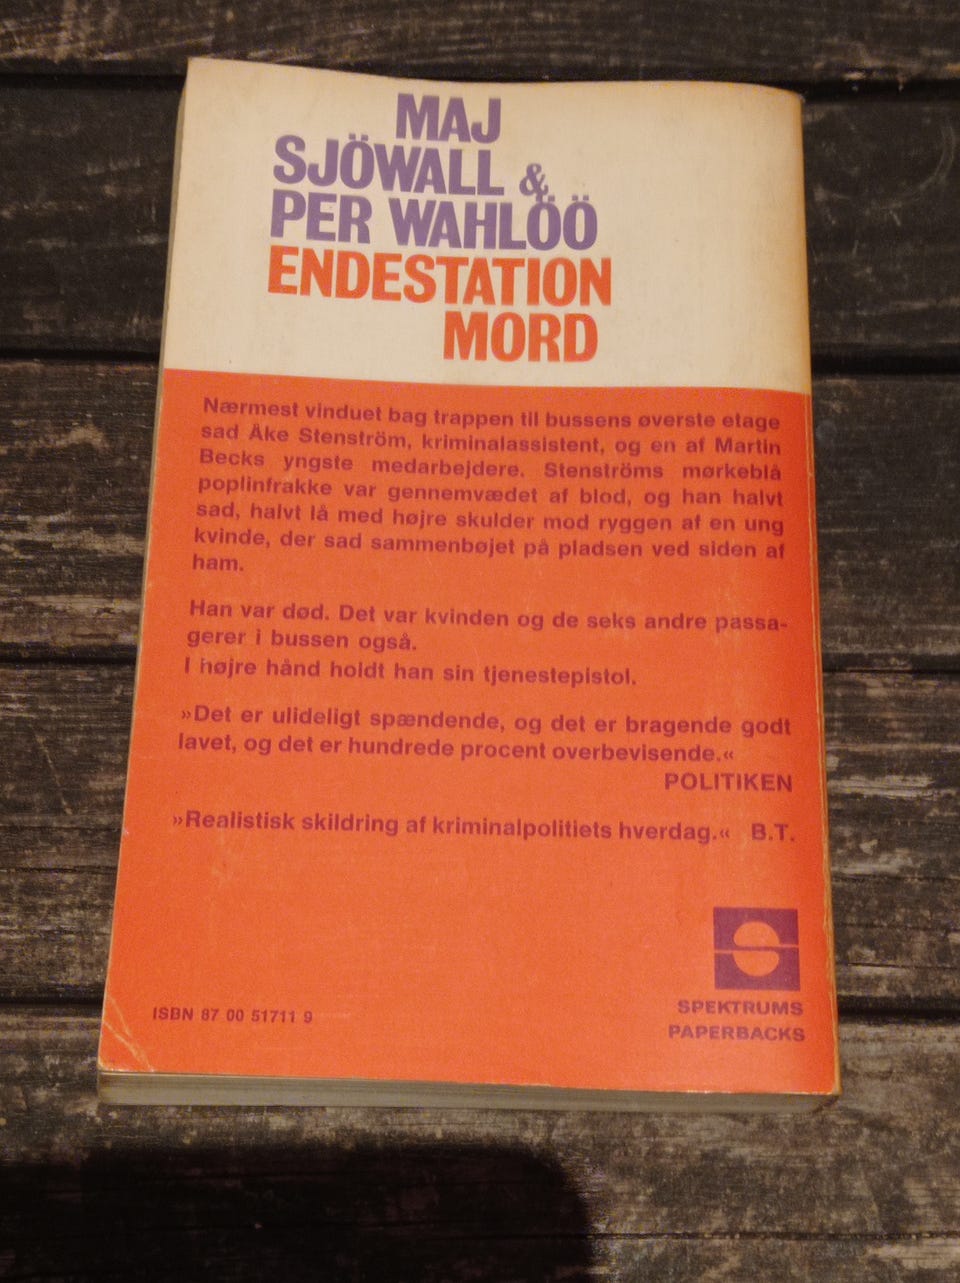 MAJ
SJÖWALL &
PER WAHLÖÖ
ENDESTATION
MORD
Nærmest vinduet bag trappen til bussens øverste etage
sad Åke Stenström, kriminalassistent, og en af Martin
Becks yngste medarbejdere. Stenströms mørkeblå
poplinfrakke var gennemvædet af blod, og han halvt
sad, halvt lå med højre skulder mod ryggen af en ung
kvinde, der sad sammenbøjet på pladsen ved siden af
ham.
Han var død. Det var kvinden og de seks andre passa-
gerer i bussen også.
I højre hånd holdt han sin tjenestepistol.
»Det er ulideligt spændende, og det er bragende godt
lavet, og det er hundrede procent overbevisende.«
POLITIKEN
»Realistisk skildring af kriminalpolitiets hverdag.« B.T.
ISBN 87 00 51711 9
SPEKTRUMS
PAPERBACKS